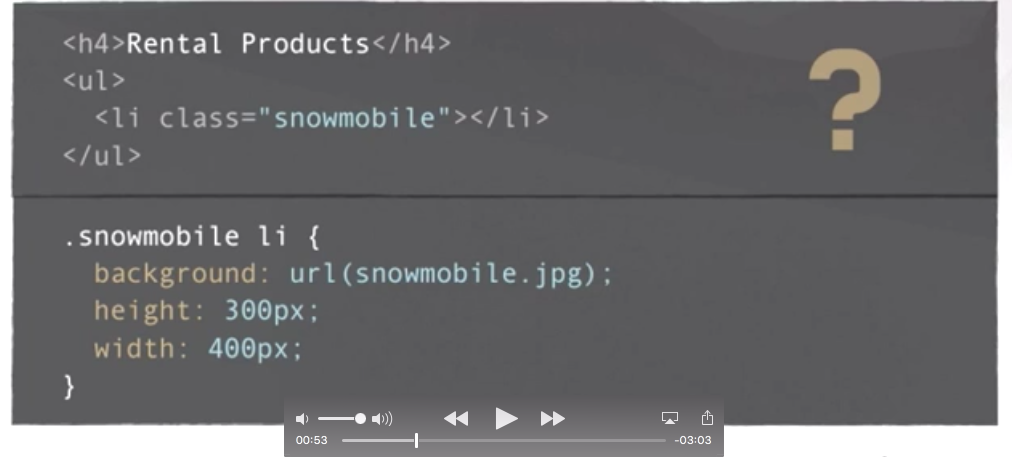 <h4>Rental Products</h4>
<ul>
  <li class="snowmobile"></li>
</ul>
?
.snowmobile li {
  background: url(snowmobile.jpg);
  height: 300px;
  width: 400px;
}
00:53 -03:03